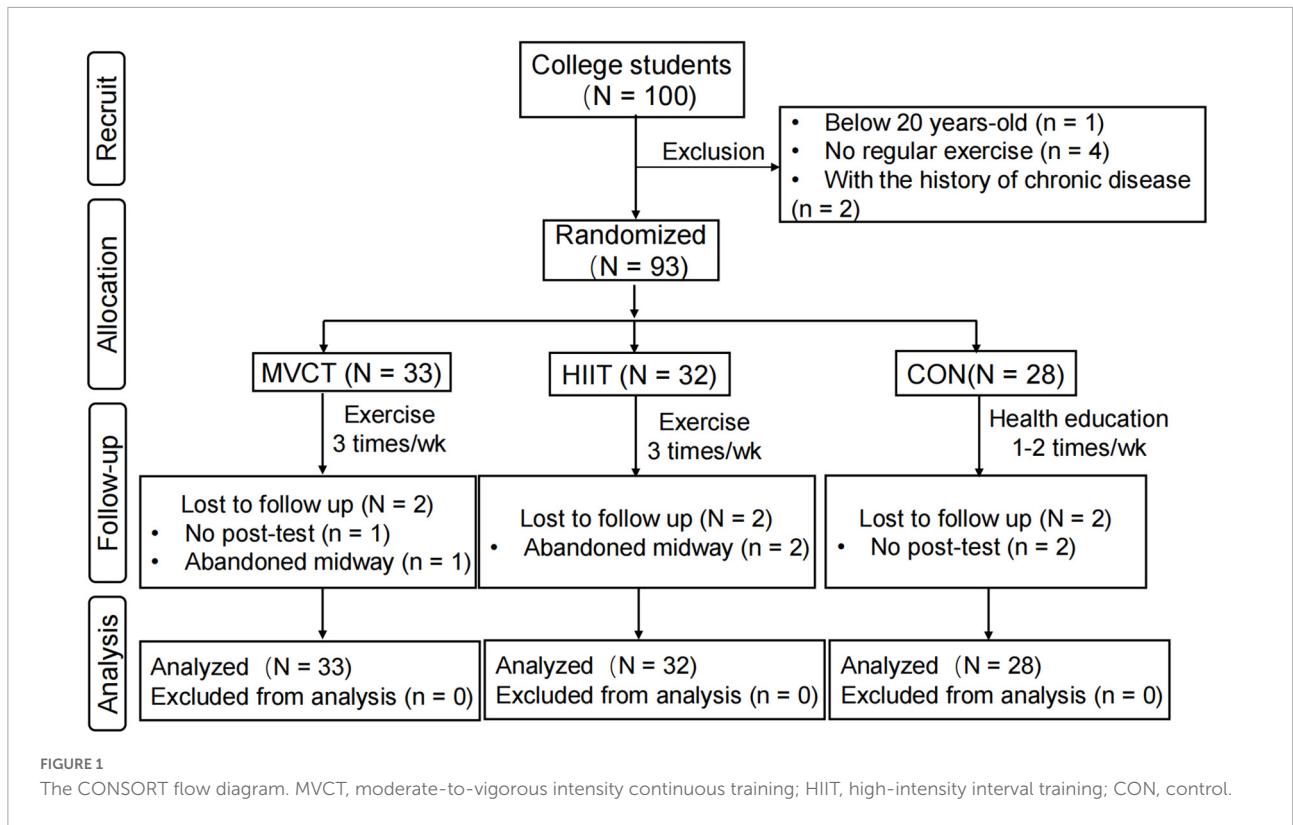 Recruit
College students
(N = 100)
Exclusion
• Below 20 years-old (n = 1)
• No regular exercise (n = 4)
• With the history of chronic disease
(n = 2)
Allocation
Randomized
(N = 93)
MVCT (N = 33)
HIIT (N = 32)
CON(N = 28)
Follow-up
Exercise
3 times/wk
Exercise
3 times/wk
Health education
1-2 times/wk
Lost to follow up (N = 2)
• No post-test (n = 1)
• Abandoned midway (n = 1)
Lost to follow up (N = 2)
• Abandoned midway (n = 2)
Lost to follow up (N = 2)
• No post-test (n = 2)
Analysis
Analyzed (N = 33)
Excluded from analysis (n = 0)
Analyzed (N = 32)
Excluded from analysis (n = 0)
Analyzed (N = 28)
Excluded from analysis (n = 0)
FIGURE 1
The CONSORT flow diagram. MVCT, moderate-to-vigorous intensity continuous training; HIIT, high-intensity interval training; CON, control.